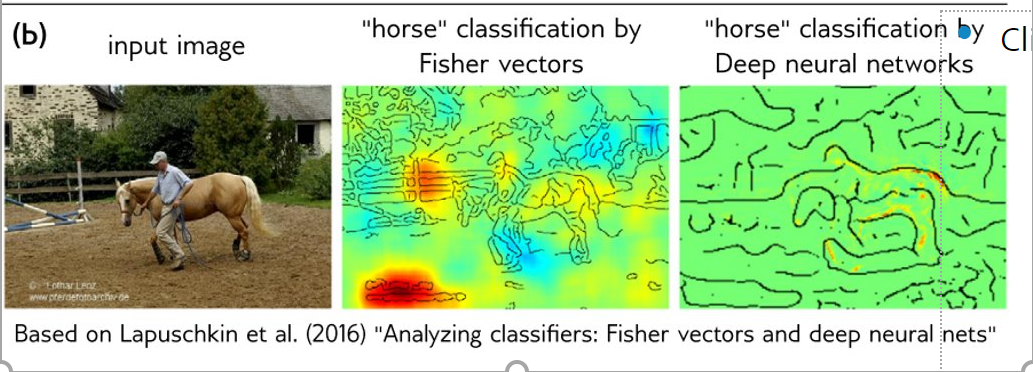 (b)
input image
"horse" classification by
Fisher vectors
"horse" classification by
Deep neural networks
Cli
© Lothar Lenz
www.pferdefotoarchiv.de
Based on Lapuschkin et al. (2016) "Analyzing classifiers: Fisher vectors and deep neural nets"